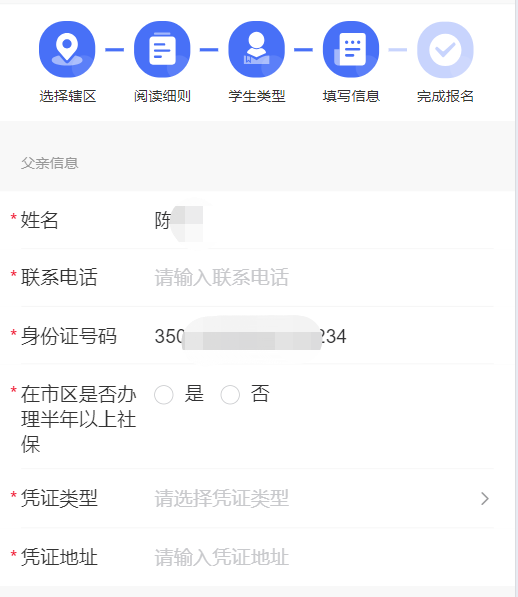 选择辖区 阅读细则 学生类型 填写信息 完成报名
父亲信息
* 姓名 陈
* 联系电话 请输入联系电话
* 身份证号码 350 234
* 在市区是否办 是 否
理半年以上社
保
* 凭证类型 请选择凭证类型
* 凭证地址 请输入凭证地址